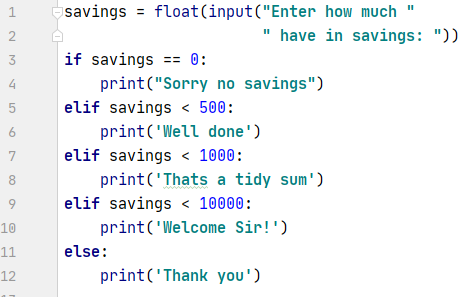 1 savings = float(input("Enter how much "
2 " have in savings: "))
3 if savings == 0:
4 print("Sorry no savings")
5 elif savings < 500:
6 print('Well done')
7 elif savings < 1000:
8 print('Thats a tidy sum')
9 elif savings < 10000:
10 print('Welcome Sir!')
11 else:
12 print('Thank you')